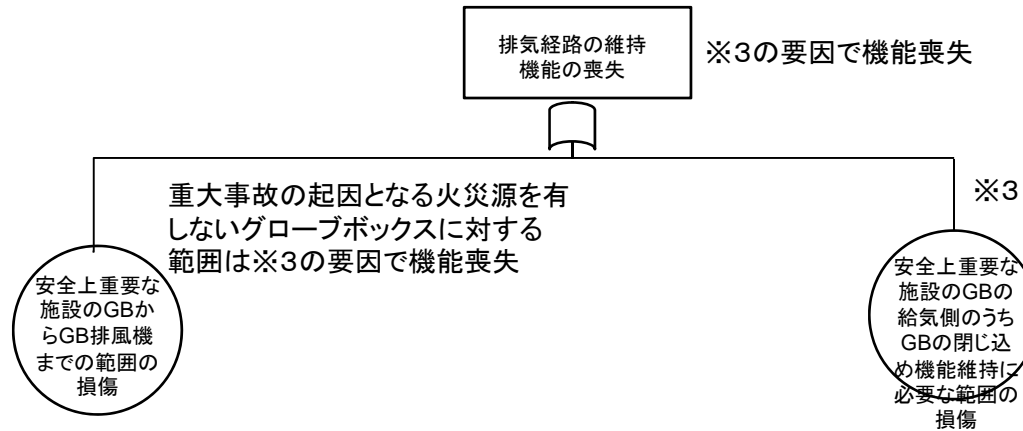 排気経路の維持
機能の喪失
※3の要因で機能喪失
重大事故の起因となる火災源を有
しないグローブボックスに対する
範囲は※3の要因で機能喪失
※3
安全上重要な
施設のGBか
らGB排風機
までの範囲の
損傷
安全上重要な
施設のGBの
給気側のうち
GBの閉じ込
め機能維持に
必要な範囲の
損傷